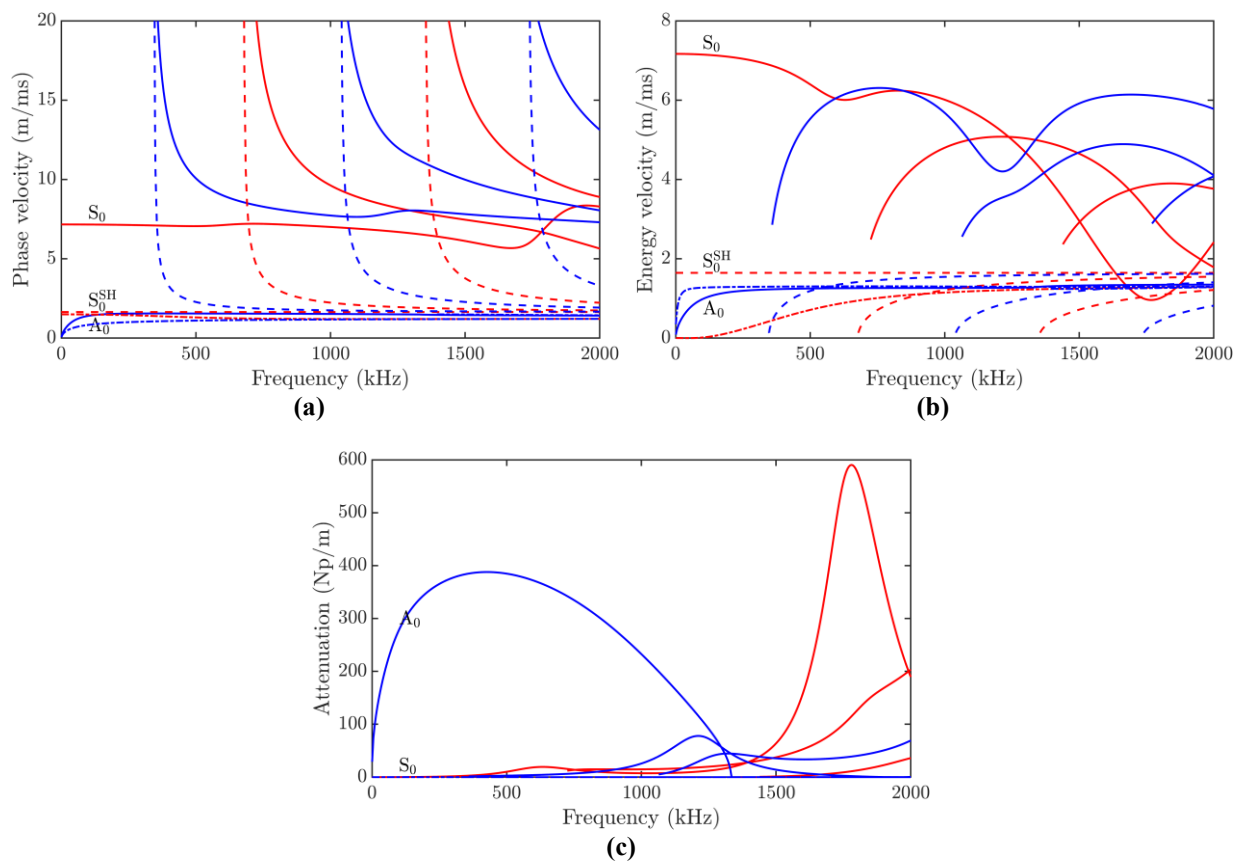 20
15
10
5
0
Phase velocity (m/ms)
S0
S0SH
A0
0 500 1000 1500 2000
Frequency (kHz)
(a)
8
6
4
2
0
Energy velocity (m/ms)
S0
S0SH
A0
0 500 1000 1500 2000
Frequency (kHz)
(b)
600
500
400
300
200
100
0
Attenuation (Np/m)
A0
S0
0 500 1000 1500 2000
Frequency (kHz)
(c)